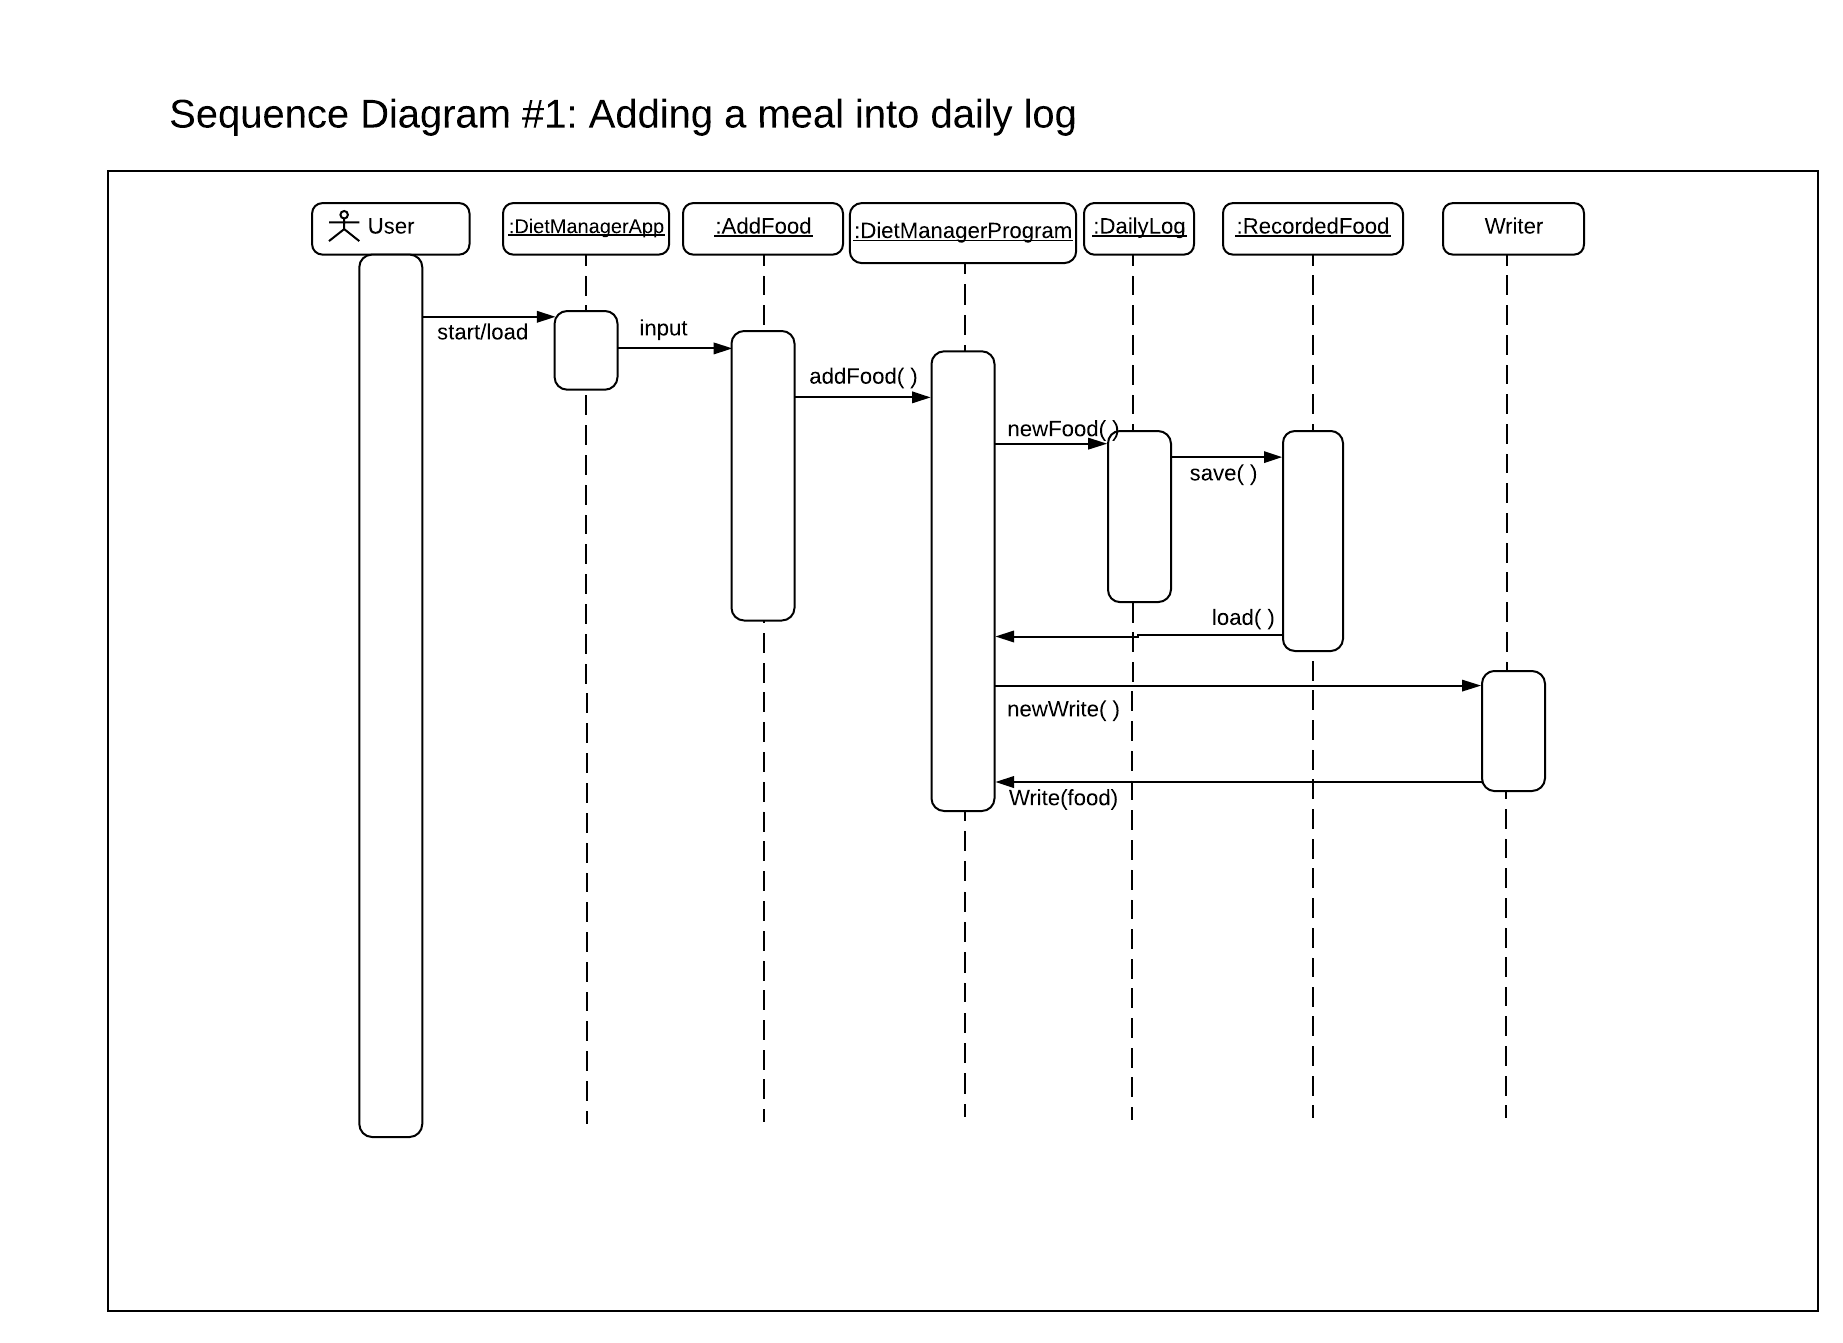 Sequence Diagram #1: Adding a meal into daily log
User
:DietManagerApp
:AddFood
:DietManagerProgram
:DailyLog
:RecordedFood
Writer
start/load
input
addFood( )
newFood( )
save( )
load( )
newWrite( )
Write(food)